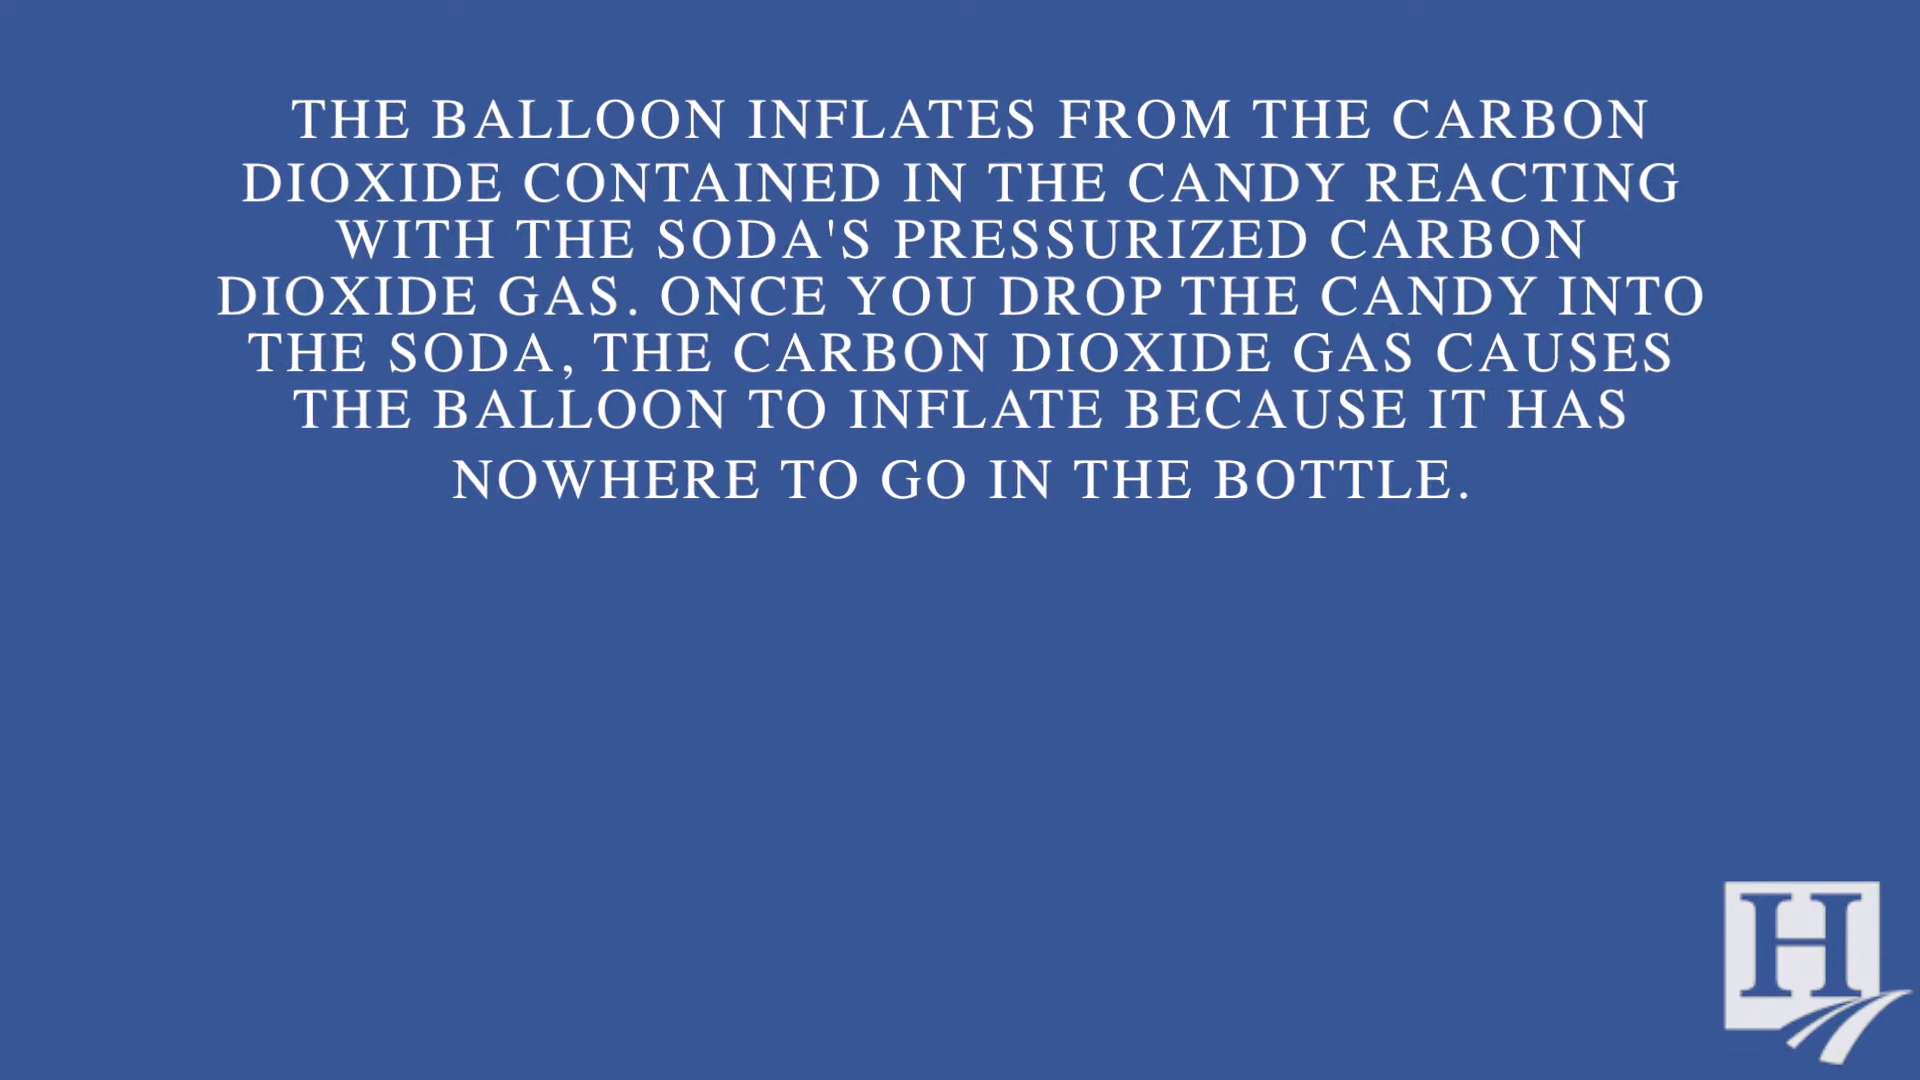 THE BALLOON INFLATES FROM THE CARBON
DIOXIDE CONTAINED IN THE CANDY REACTING
WITH THE SODA'S PRESSURIZED CARBON
DIOXIDE GAS. ONCE YOU DROP THE CANDY INTO
THE SODA, THE CARBON DIOXIDE GAS CAUSES
THE BALLOON TO INFLATE BECAUSE IT HAS
NOWHERE TO GO IN THE BOTTLE.
H